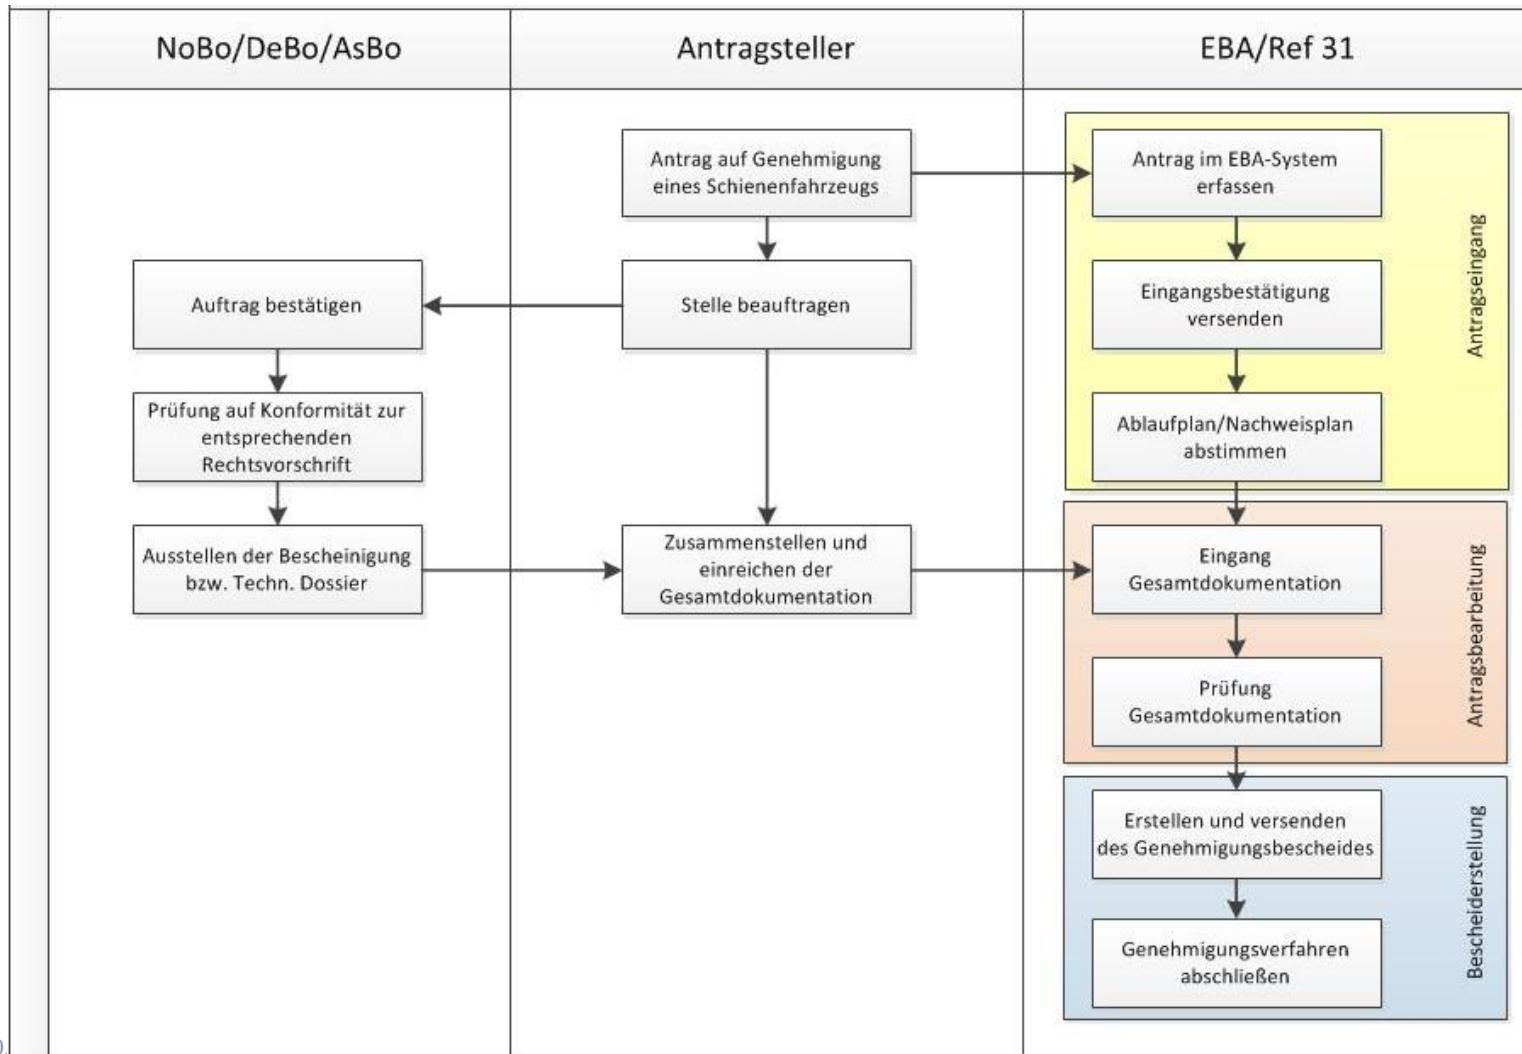 NoBo/DeBo/AsBo
Antragsteller
EBA/Ref 31
Antrag auf Genehmigung
eines Schienenfahrzeugs
Antrag im EBA-System
erfassen
Auftrag bestätigen
Stelle beauftragen
Eingangsbestätigung
versenden
Antragseingang
Prüfung auf Konformität zur
entsprechenden
Rechtsvorschrift
Ablaufplan/Nachweisplan
abstimmen
Ausstellen der Bescheinigung
bzw. Techn. Dossier
Zusammenstellen und
einreichen der
Gesamtdokumentation
Eingang
Gesamtdokumentation
Antragsbearbeitung
Prüfung
Gesamtdokumentation
Erstellen und versenden
des Genehmigungsbescheides
Bescheiderstellung
Genehmigungsverfahren
abschließen